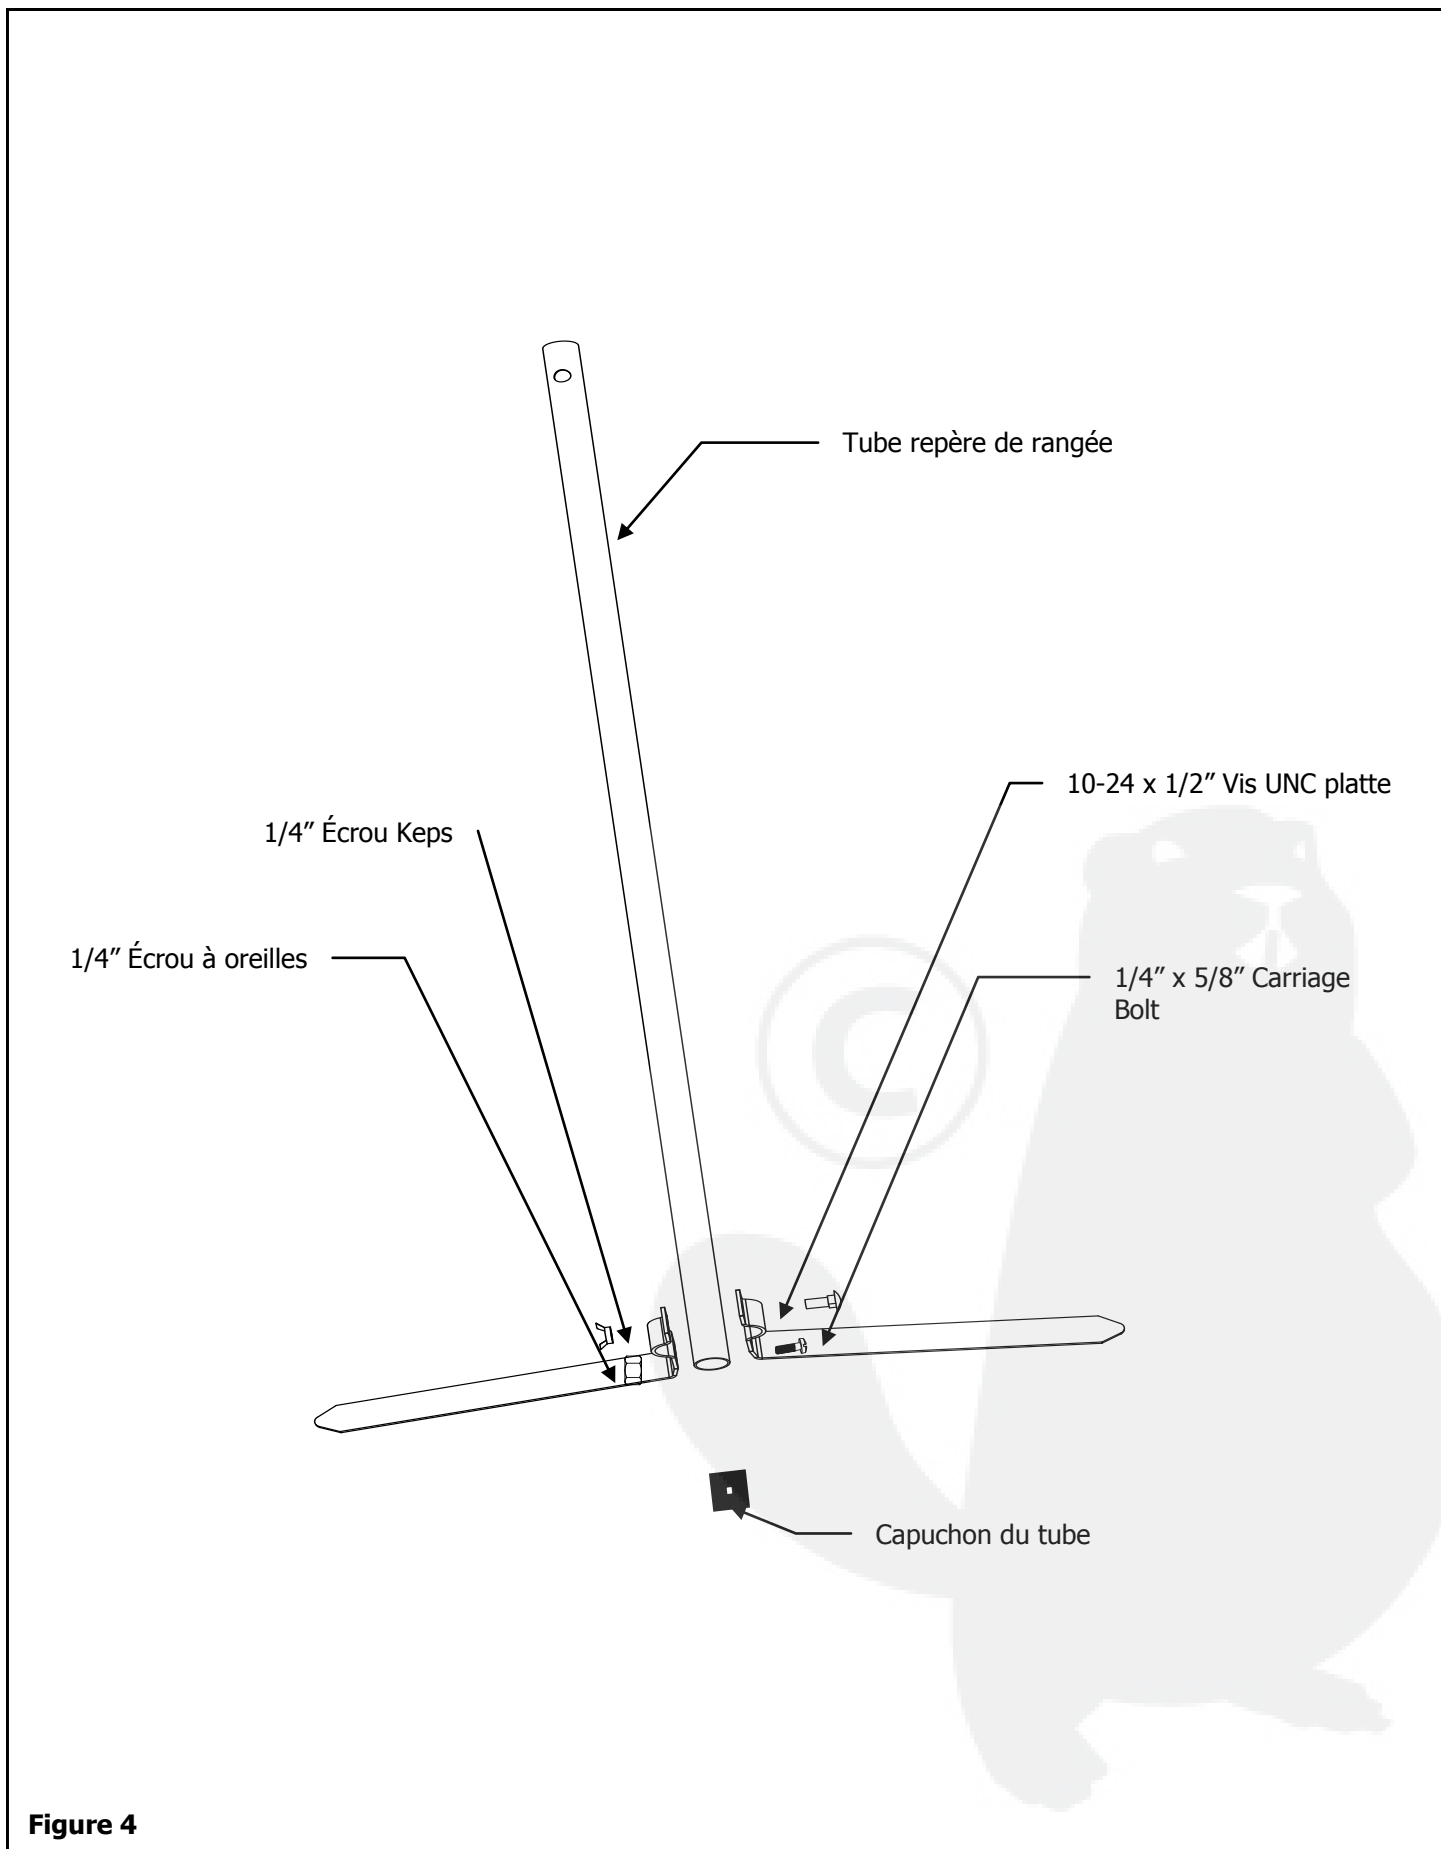 Tube repère de rangée
10-24 x 1/2” Vis UNC platte
1/4” Écrou Keps
1/4” Écrou à oreilles
1/4” x 5/8” Carriage
Bolt
©
Capuchon du tube
Figure 4